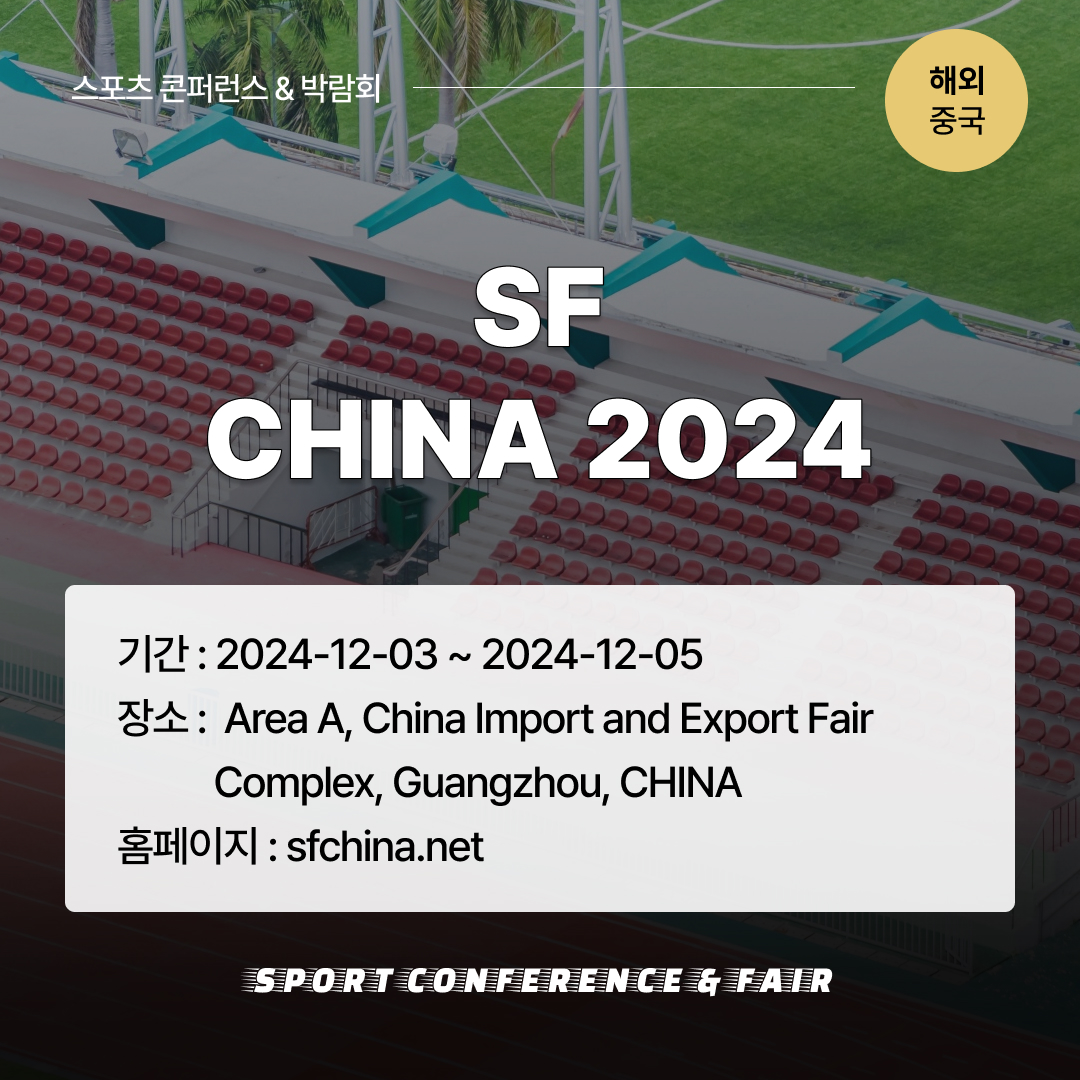 스포츠 콘퍼런스 & 박람회
해외
중국
SF
CHINA 2024
기간 : 2024-12-03 ~ 2024-12-05
장소 : Area A, China Import and Export Fair
Complex, Guangzhou, CHINA
홈페이지 : sfchina.net
SPORT CONFERENCE & FAIR